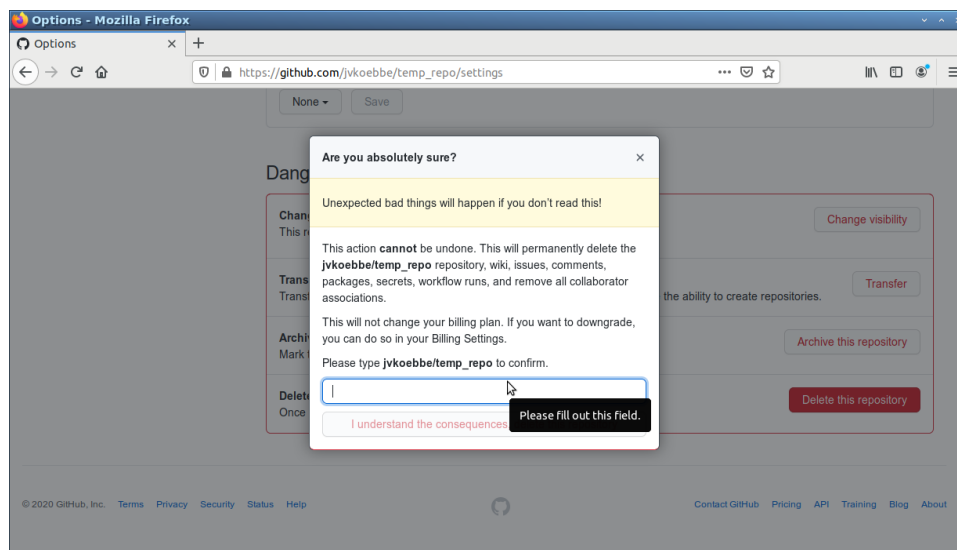 Options - Mozilla Firefox
Options
https://github.com/jvkoebbe/temp_repo/settings
None
Save
Are you absolutely sure?
Dang
Unexpected bad things will happen if you don't read this!
Chan
This r
Change visibility
This action cannot be undone. This will permanently delete the
jvkoebbe/temp_repo repository, wiki, issues, comments,
packages, secrets, workflow runs, and remove all collaborator
associations.
Trans
Trans
the ability to create repositories.
Transfer
This will not change your billing plan. If you want to downgrade,
you can do so in your Billing Settings.
Archi
Mark t
Archive this repository
Please type jvkoebbe/temp_repo to confirm.
Delet
Once
Delete this repository
Please fill out this field.
I understand the consequences
© 2020 GitHub, Inc. Terms Privacy Security Status Help
Contact GitHub Pricing API Training Blog About